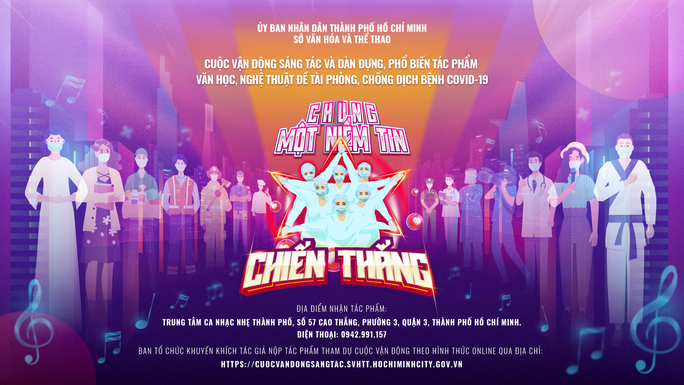 ỦY BAN NHÂN DÂN THÀNH PHỐ HỒ CHÍ MINH
SỞ VĂN HÓA VÀ THỂ THAO
CUỘC VẬN ĐỘNG SÁNG TÁC VÀ DÀN DỰNG, PHỔ BIẾN TÁC PHẨM
VĂN HỌC, NGHỆ THUẬT ĐỀ TÀI PHÒNG, CHỐNG DỊCH BỆNH COVID-19
CHUNG
MỘT NIỀM TIN
CHIẾN THẮNG
ĐỊA ĐIỂM NHẬN TÁC PHẨM:
TRUNG TÂM CA NHẠC NHẸ THÀNH PHỐ, SỐ 57 CAO THẮNG, PHƯỜNG 3, QUẬN 3, THÀNH PHỐ HỒ CHÍ MINH.
ĐIỆN THOẠI: 0942.991.157
BAN TỔ CHỨC KHUYẾN KHÍCH TÁC GIẢ NỘP TÁC PHẨM THAM DỰ CUỘC VẬN ĐỘNG THEO HÌNH THỨC ONLINE QUA ĐỊA CHỈ:
HTTPS://CUOCVANDONGSANGTAC.SVHTT.HOCHIMINHCITY.GOV.VN